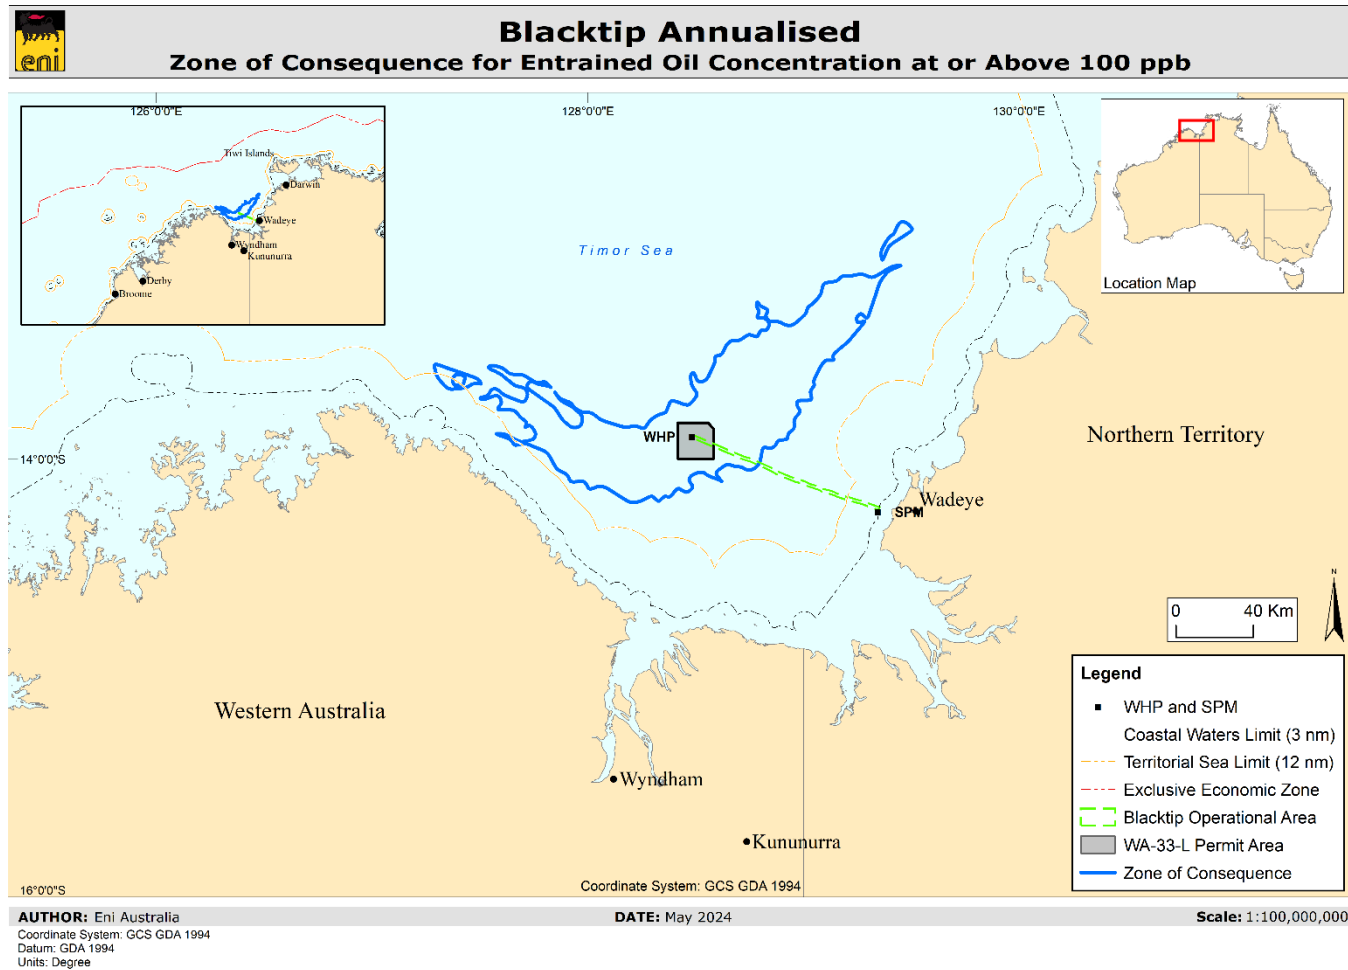 eni
Blacktip Annualised
Zone of Consequence for Entrained Oil Concentration at or Above 100 ppb
126°0'0"E
128°0'0"E
130°0'0"E
Tiwi Islands
Darwin
Wadeye
Wyndham
Kununurra
Derby
Broome
Timor Sea
Location Map
WHP
14°0'0"S
Northern Territory
Wadeye
SPM
N
0 40 Km
Western Australia
Wyndham
Kununurra
16°0'0"S
Coordinate System: GCS GDA 1994
Legend
WHP and SPM
Coastal Waters Limit (3 nm)
Territorial Sea Limit (12 nm)
Exclusive Economic Zone
Blacktip Operational Area
WA-33-L Permit Area
Zone of Consequence
AUTHOR: Eni Australia
DATE: May 2024
Scale: 1:100,000,000
Coordinate System: GCS GDA 1994
Datum: GDA 1994
Units: Degree